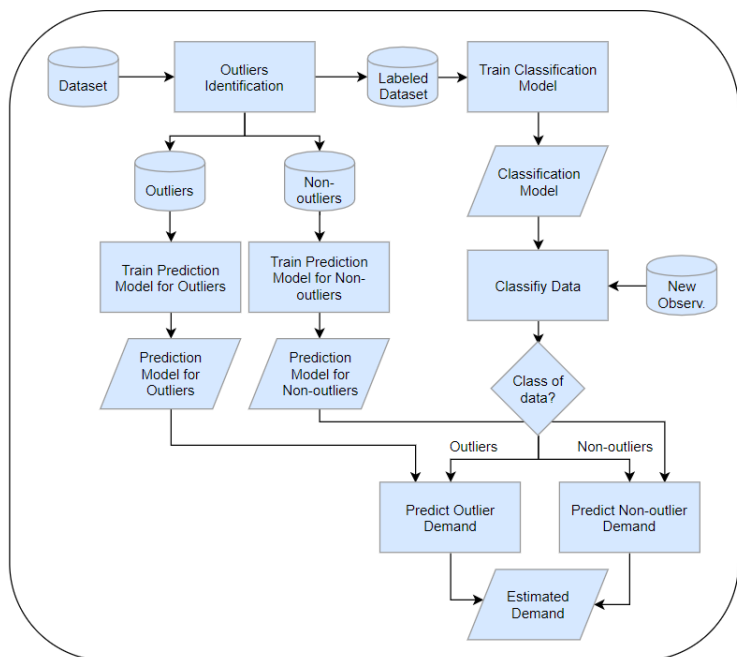 Dataset
Outliers
Identification
Labeled
Dataset
Train Classification
Model
Outliers
Non-
outliers
Classification
Model
Train Prediction
Model for Outliers
Train Prediction
Model for Non-
outliers
Classifiy Data
New
Observ.
Prediction
Model for
Outliers
Prediction
Model for
Non-outliers
Class of
data?
Outliers
Non-outliers
Predict Outlier
Demand
Predict Non-outlier
Demand
Estimated
Demand